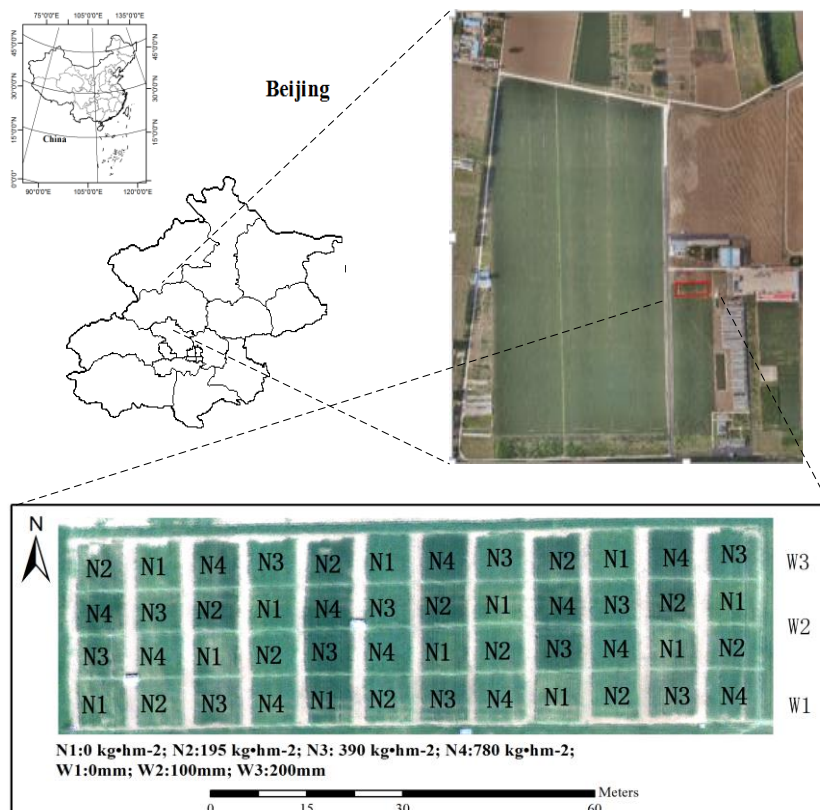 75°0'0"E 105°0'0"E 135°0'0"E
45°0'0"N
30°0'0"N
15°0'0"N
0°0'0"
45°0'0"N
30°0'0"N
15°0'0"N
China
90°0'0"E 105°0'0"E 120°0'0"E
Beijing
N
N2 N1 N4 N3 N2 N1 N4 N3 N2 N1 N4 N3 W3
N4 N3 N2 N1 N4 N3 N2 N1 N4 N3 N2 N1
W2
N3 N4 N1 N2 N3 N4 N1 N2 N3 N4 N1 N2
N1 N2 N3 N4 N1 N2 N3 N4 N1 N2 N3 N4 W1
N1:0 kg•hm-2; N2:195 kg•hm-2; N3: 390 kg•hm-2; N4:780 kg•hm-2;
W1:0mm; W2:100mm; W3:200mm
Meters
0 15 30 60